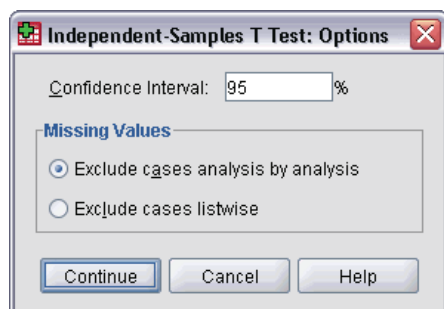 Independent-Samples T Test: Options
Confidence Interval: 95 %
Missing Values
Exclude cases analysis by analysis
Exclude cases listwise
Continue Cancel Help